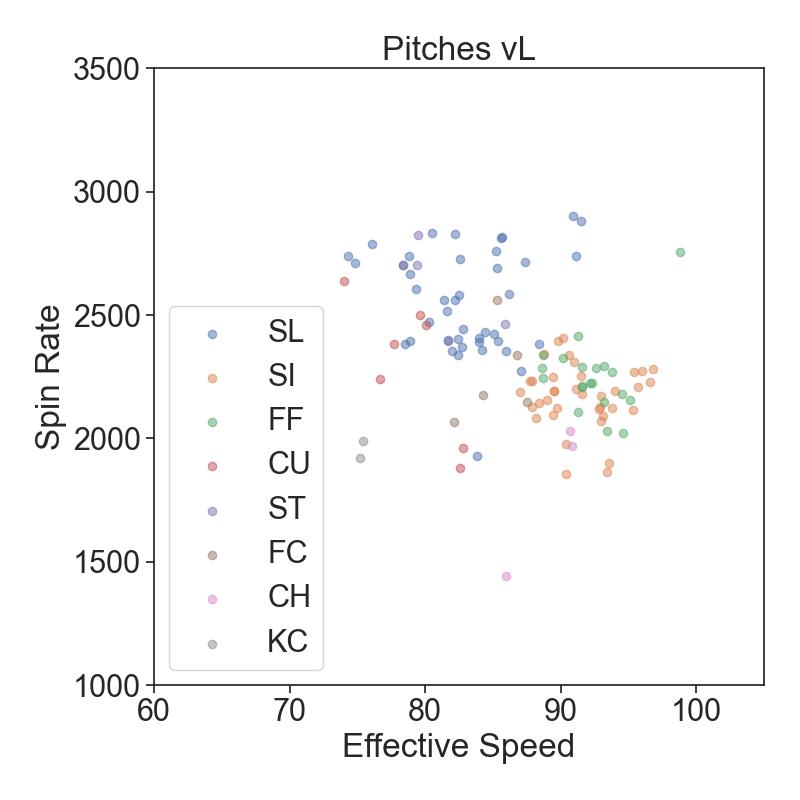 Pitches vL
3500
3000
2500
2000
1500
1000
Spin Rate
SL
SI
FF
CU
ST
FC
CH
KC
60 70 80 90 100
Effective Speed